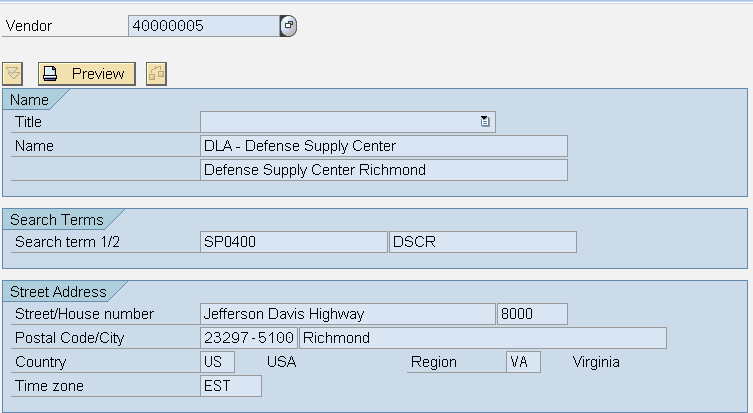 Vendor 40000005
Preview
Name
Title
Name DLA - Defense Supply Center
Defense Supply Center Richmond
Search Terms
Search term 1/2 SP0400 DSCR
Street Address
Street/House number Jefferson Davis Highway 8000
Postal Code/City 23297-5100 Richmond
Country US USA Region VA Virginia
Time zone EST